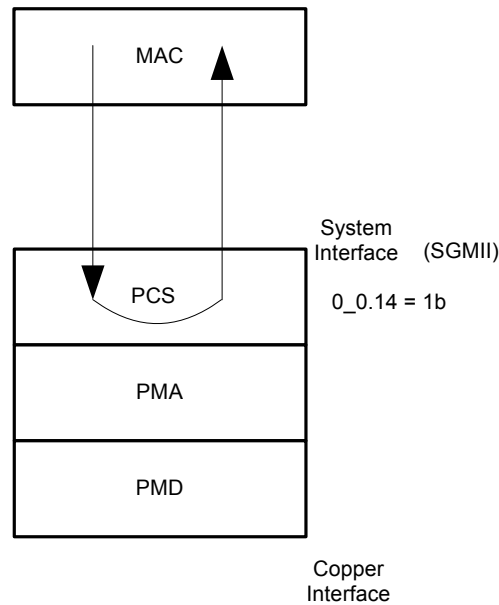 MAC
System
Interface (SGMII)
PCS
0_0.14 = 1b
PMA
PMD
Copper
Interface